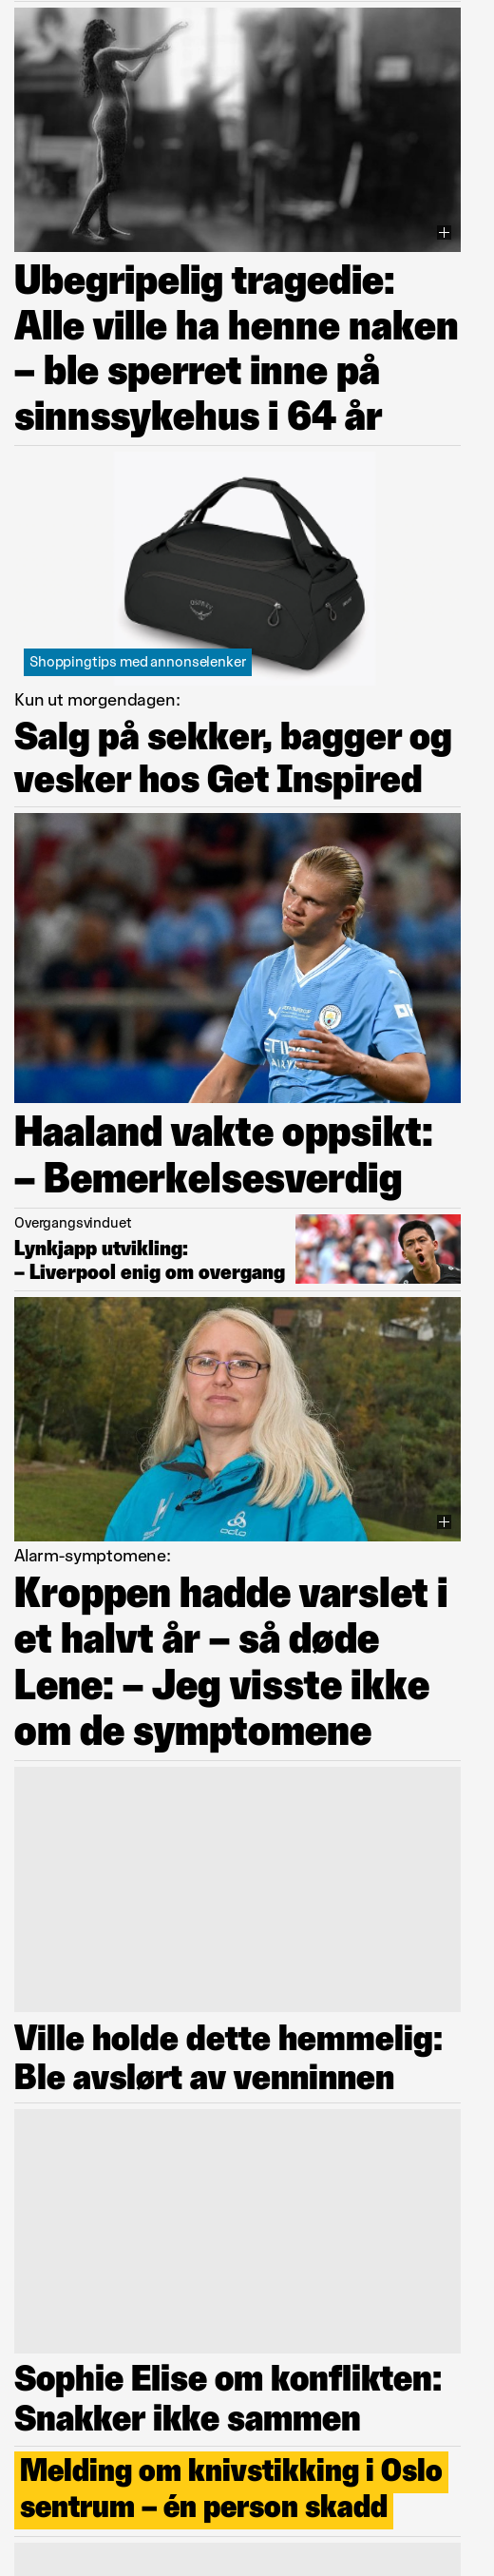 Ubegripelig tragedie:
Alle ville ha henne naken
– ble sperret inne på
sinnssykehus i 64 år
OSPREY
Shoppingtips med annonselenker
Kun ut morgendagen:
Salg på sekker, bagger og
vesker hos Get Inspired
ETIHA
Haaland vakte oppsikt:
– Bemerkelsesverdig
Overgangsvinduet
Lynkjapp utvikling:
– Liverpool enig om overgang
odlo
Alarm-symptomene:
Kroppen hadde varslet i
et halvt år – så døde
Lene: – Jeg visste ikke
om de symptomene
Ville holde dette hemmelig:
Ble avslørt av venninnen
Sophie Elise om konflikten:
Snakker ikke sammen
Melding om knivstikking i Oslo
sentrum – én person skadd